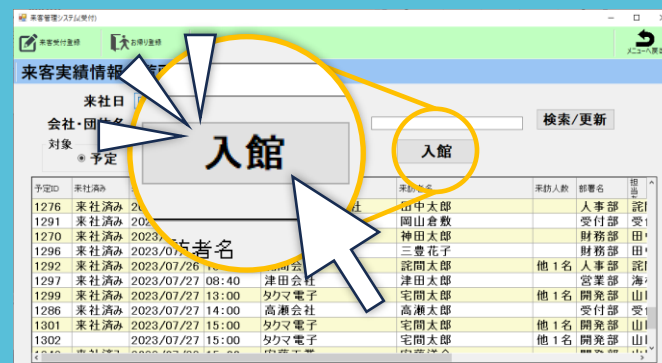 来客管理システム(受付)
来客受付登録 お帰り登録
メニューへ戻る
来客実績情報
来社日
会社・団体名 検索/更新
対象
予定
入館
入館
訪者名
予定ID 来社済み 来訪者名 来訪人数 部署名
1276 来社済み 田中太郎 人事部
1291 来社済み 岡山倉敷 受付部
1270 来社済み 2023/ 神田太郎 財務部
1296 来社済み 2023/07/ 三豊花子 財務部
1292 来社済み 2023/07/26 詫間太郎 他1名 人事部
1297 来社済み 2023/07/27 08:40 津田会社 津田太郎 営業部
1299 来社済み 2023/07/27 13:00 タクマ電子 宅間太郎 他1名 開発部
1286 来社済み 2023/07/27 14:00 高瀬会社 高瀬太郎 受付部
1301 来社済み 2023/07/27 15:00 タクマ電子 宅間太郎 他1名 開発部
1302 2023/07/27 15:00 タクマ電子 宅間太郎 他1名 開発部